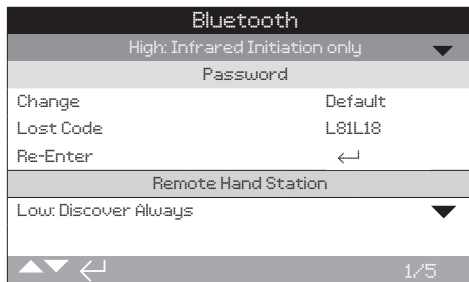 Bluetooth
High: Infrared Initiation only
Password
Change Default
Lost Code L81L18
Re-Enter
Remote Hand Station
Low: Discover Always
1/5